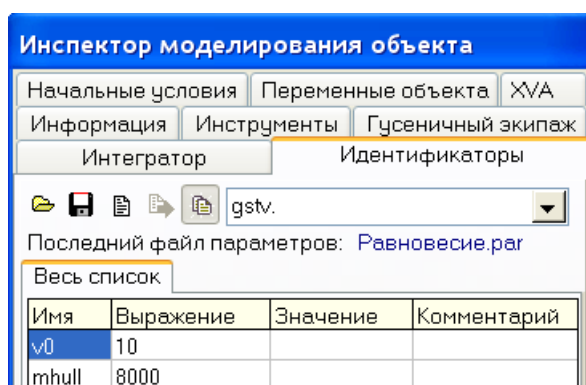 Инспектор моделирования объекта
Начальные условия Переменные объекта XVA
Информация Инструменты Гусеничный экипаж
Интегратор Идентификаторы
gstv.
Последний файл параметров: Равновесие.par
Весь список
Имя Выражение Значение Комментарий
v0 10
mhull 8000